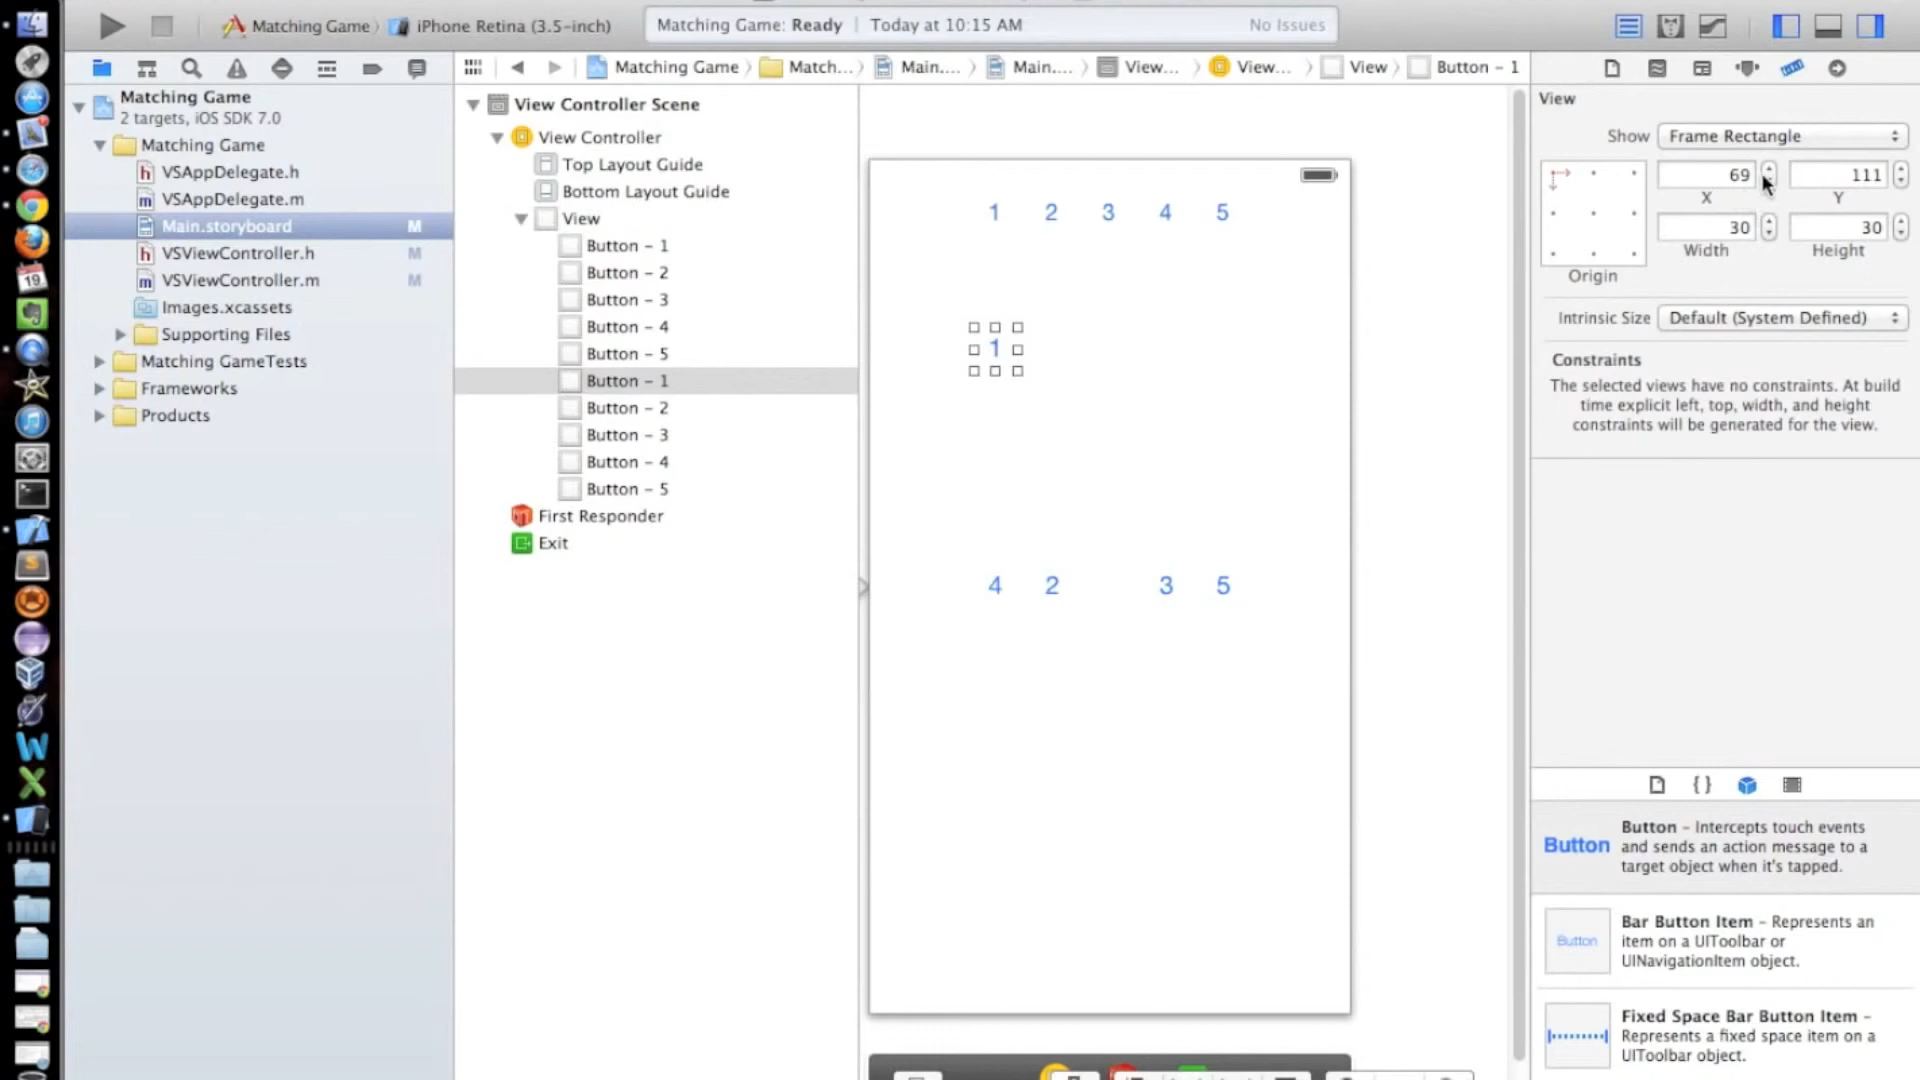 Matching Game
iPhone Retina (3.5-inch)
Matching Game: Ready
Today at 10:15 AM
No Issues
Matching Game
Match...
Main....
Main....
View...
View...
View
Button - 1
Matching Game
2 targets, iOS SDK 7.0
Matching Game
h VSAppDelegate.h
m VSAppDelegate.m
Main.storyboard M
h VSViewController.h M
m VSViewController.m M
Images.xcassets
Supporting Files
Matching GameTests
Frameworks
Products
19
View Controller Scene
View Controller
Top Layout Guide
Bottom Layout Guide
View
Button - 1
Button - 2
Button - 3
Button - 4
Button - 5
Button - 1
Button - 2
Button - 3
Button - 4
Button - 5
First Responder
Exit
1 2 3 4 5
1
4 2 3 5
View
Show Frame Rectangle
69 111
X Y
30 30
Width Height
Origin
Intrinsic Size Default (System Defined)
Constraints
The selected views have no constraints. At build
time explicit left, top, width, and height
constraints will be generated for the view.
{ }
Button
Button - Intercepts touch events
and sends an action message to a
target object when it's tapped.
Button
Bar Button Item - Represents an
item on a UIToolbar or
UINavigationItem object.
Fixed Space Bar Button Item -
Represents a fixed space item on a
UIToolbar object.